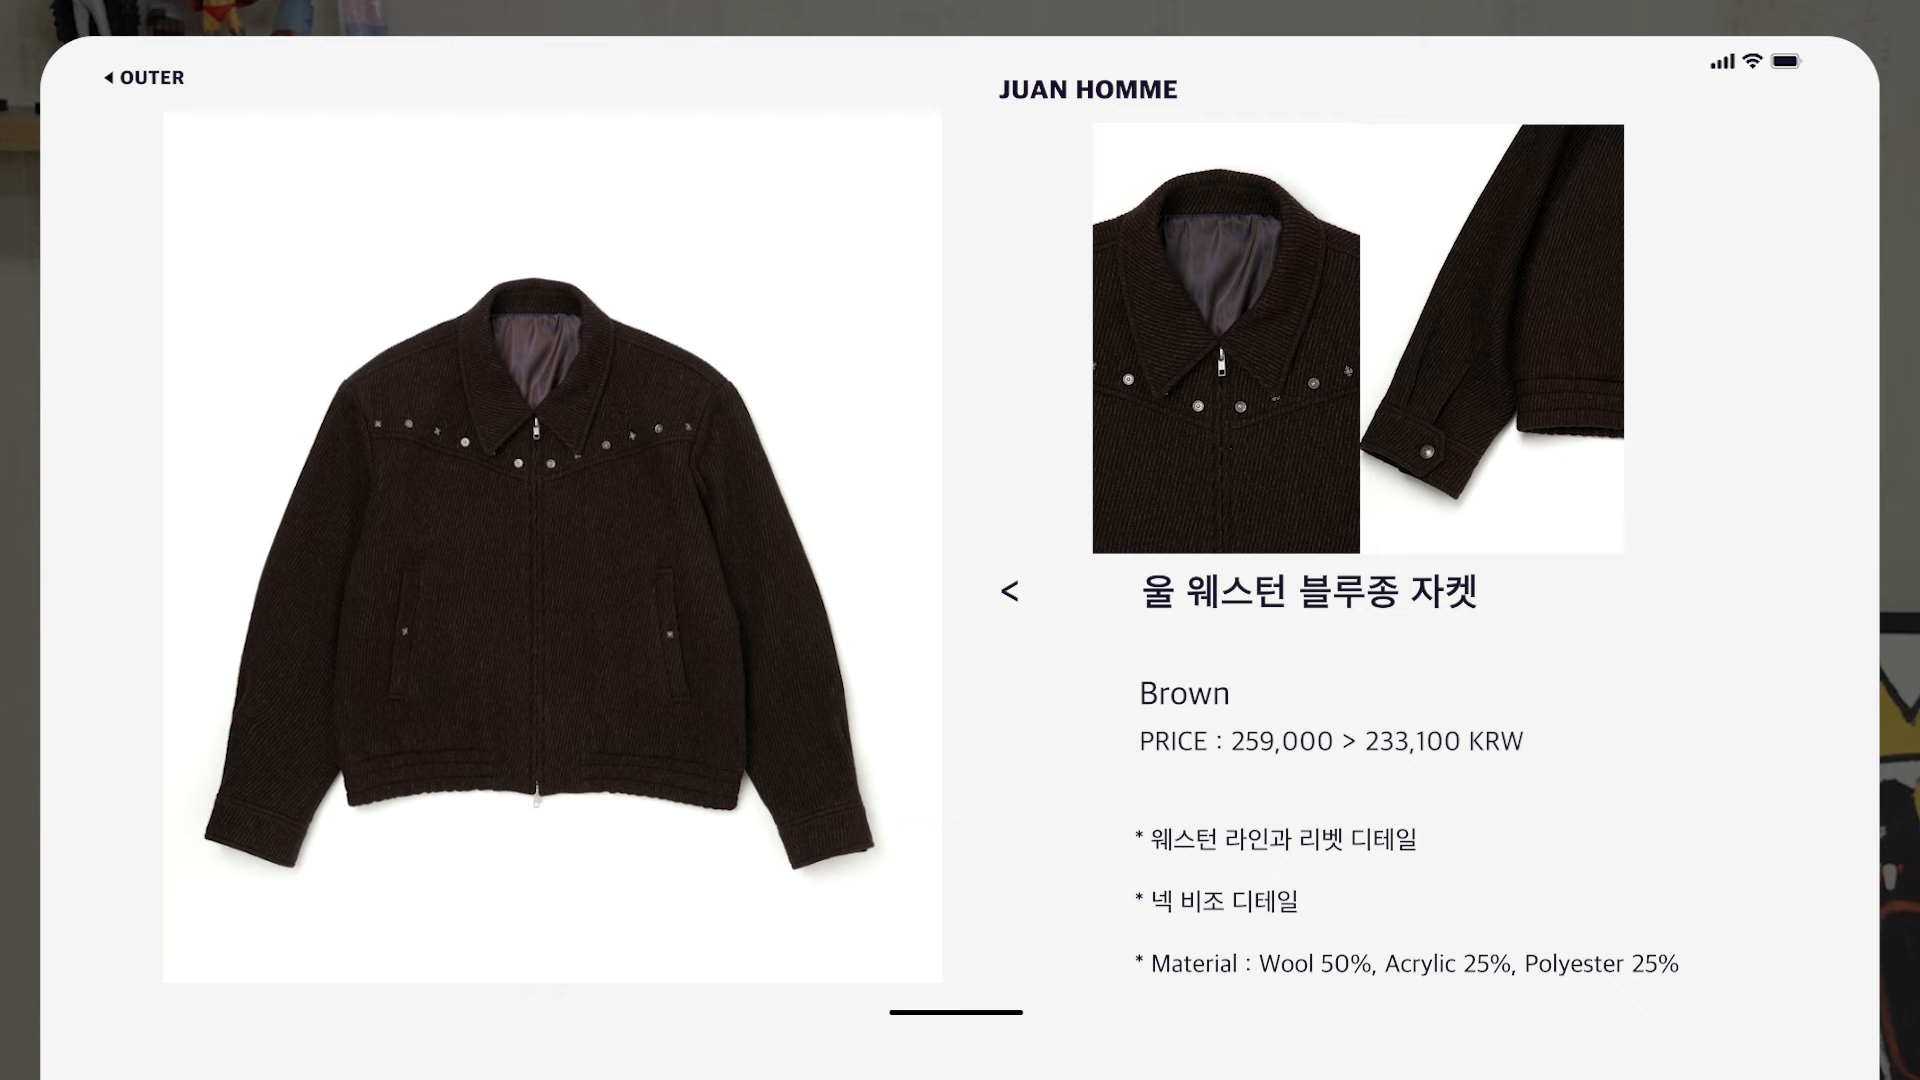 OUTER
JUAN HOMME
<
울 웨스턴 블루종 자켓
Brown
PRICE : 259,000 > 233,100 KRW
* 웨스턴 라인과 리벳 디테일
* 넥 비조 디테일
* Material : Wool 50%, Acrylic 25%, Polyester 25%